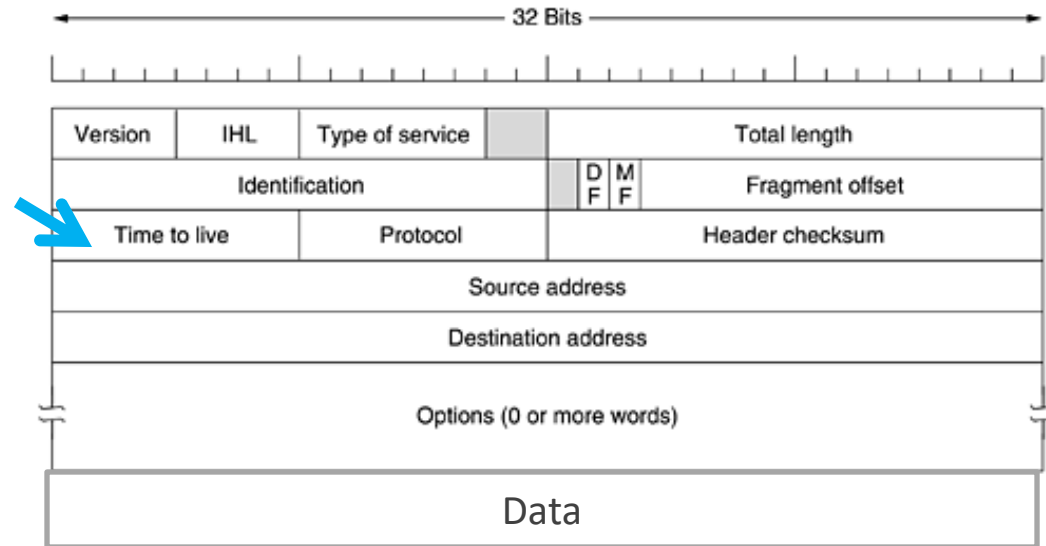 32 Bits
Version IHL Type of service Total length
Identification D F M F Fragment offset
Time to live Protocol Header checksum
Source address
Destination address
Options (0 or more words)
Data